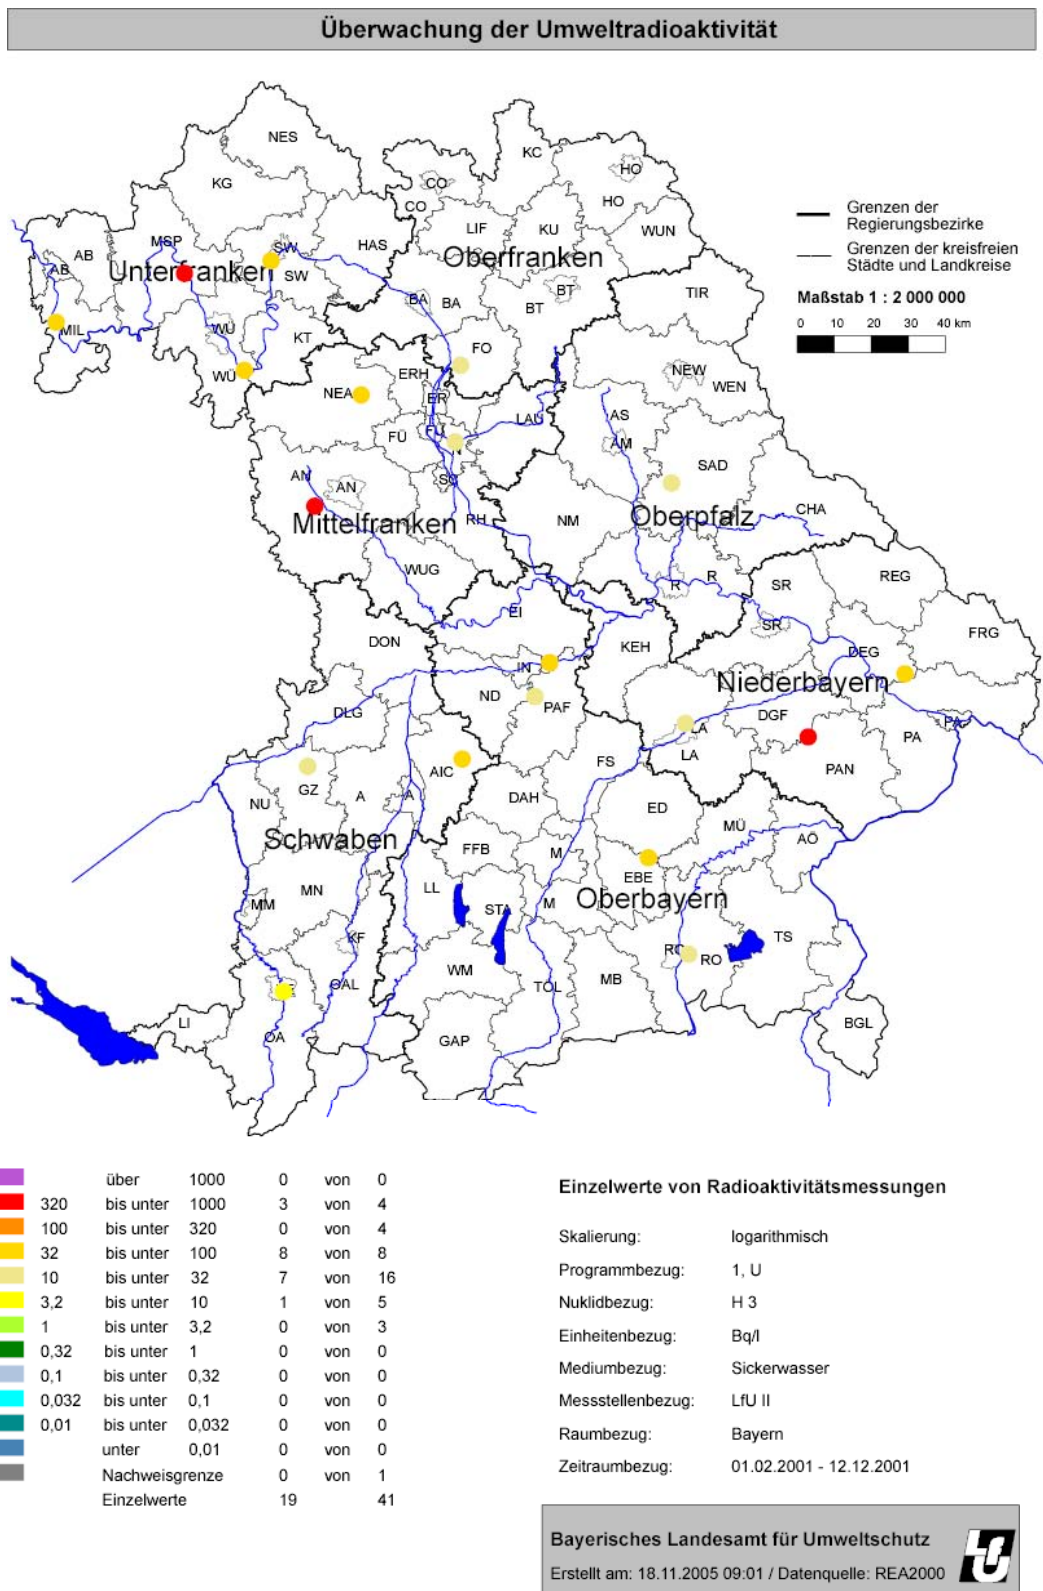 Überwachung der Umweltradioaktivität
NES
KC
KG
CO
HO
CO
HO
LIF
KU
WUN
MSP
SW
HAS
AB
AB
Unterfranken
Oberfranken
SW
BA
BA
BT
BT
TIR
MIL
WÜ
KT
FO
WÜ
ERH
NEA
ER
NEW
WEN
LAU
AS
FÜ
FÜ
N
AM
SAD
AN
AN
SC
Mittelfranken
RH
NM
Oberpfalz
CHA
WUG
R
R
SR
REG
EI
SR
FRG
DON
KEH
DEG
IN
Niederbayern
ND
PAF
DLG
DGF
LA
PA
PA
LA
PAN
AIC
FS
GZ
NU
A
A
DAH
ED
MÜ
AÖ
Schwaben
FFB
M
EBE
Oberbayern
MN
LL
MM
STA
M
KF
RO
RO
TS
WM
OAL
TÖL
MB
LI
OA
GAP
BGL
Grenzen der
Regierungsbezirke
Grenzen der kreisfreien
Städte und Landkreise
Maßstab 1 : 2 000 000
0 10 20 30 40 km
über 1000 0 von 0
320 bis unter 1000 3 von 4
100 bis unter 320 0 von 4
32 bis unter 100 8 von 8
10 bis unter 32 7 von 16
3,2 bis unter 10 1 von 5
1 bis unter 3,2 0 von 3
0,32 bis unter 1 0 von 0
0,1 bis unter 0,32 0 von 0
0,032 bis unter 0,1 0 von 0
0,01 bis unter 0,032 0 von 0
unter 0,01 0 von 0
Nachweisgrenze 0 von 1
Einzelwerte 19 41
Einzelwerte von Radioaktivitätsmessungen
Skalierung: logarithmisch
Programmbezug: 1, U
Nuklidbezug: H 3
Einheitenbezug: Bq/l
Mediumbezug: Sickerwasser
Messstellenbezug: LfU II
Raumbezug: Bayern
Zeitraumbezug: 01.02.2001 - 12.12.2001
Bayerisches Landesamt für Umweltschutz
Erstellt am: 18.11.2005 09:01 / Datenquelle: REA2000
LfU